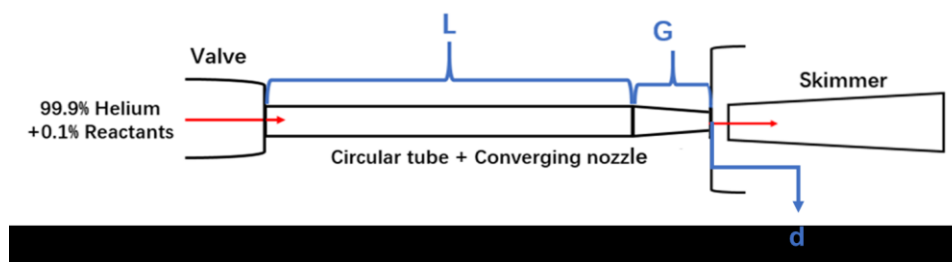 L
G
Valve
Skimmer
99.9% Helium
+0.1% Reactants
Circular tube + Converging nozzle
d